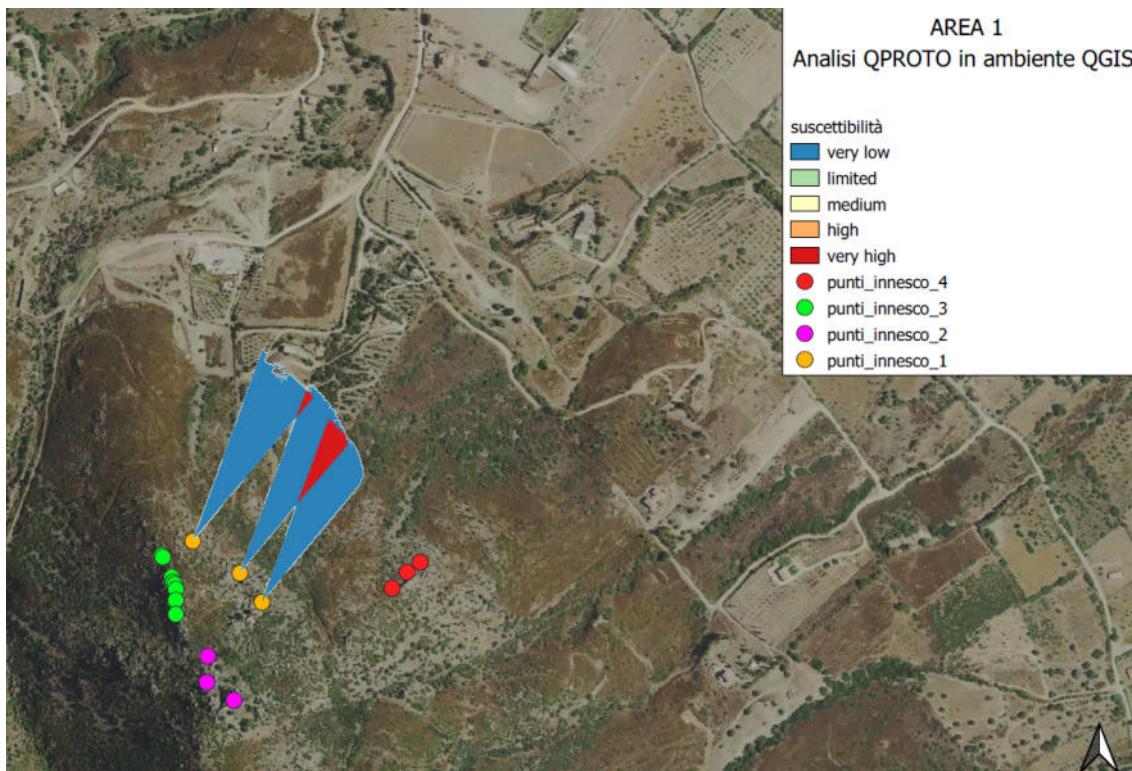 AREA 1
Analisi QPROTO in ambiente QGIS
suscettibilità
very low
limited
medium
high
very high
punti_innesco_4
punti_innesco_3
punti_innesco_2
punti_innesco_1